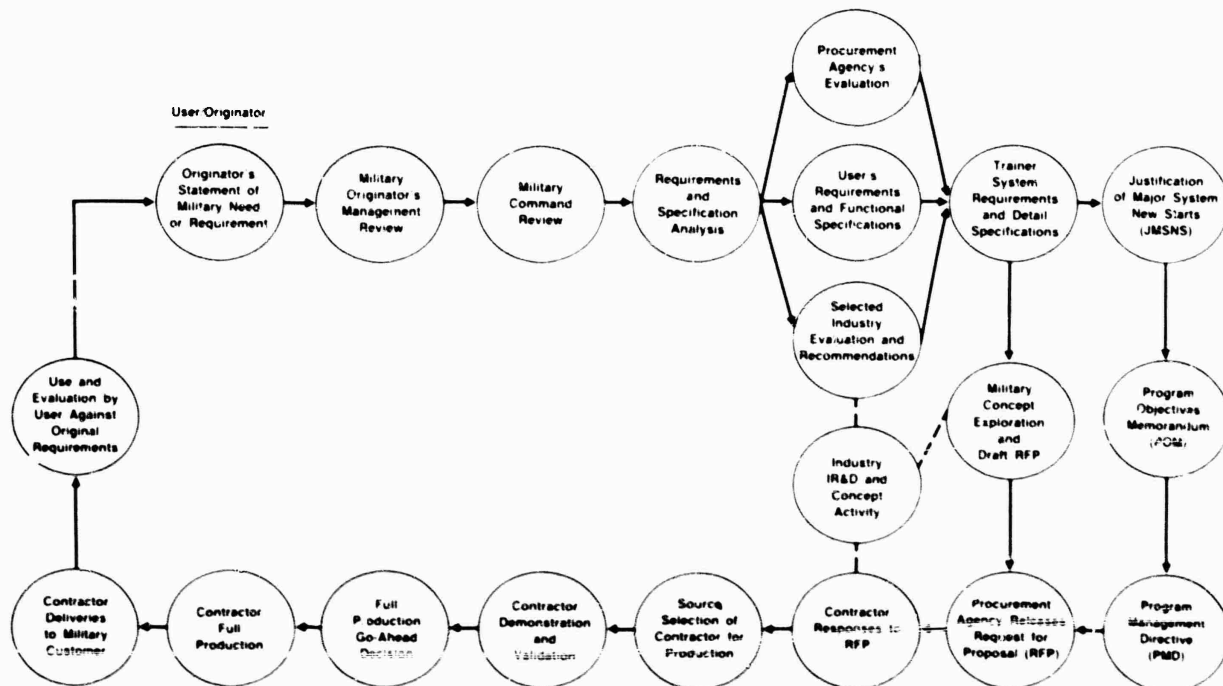 User/Originator
Originator's
Statement of
Military Need
or Requirement
Military
Originator's
Management
Review
Military
Command
Review
Requirements
and
Specification
Analysis
Procurement
Agency's
Evaluation
User's
Requirements
and Functional
Specifications
Selected
Industry
Evaluation and
Recommendations
Trainer
System
Requirements
and Detail
Specifications
Justification
of Major System
New Starts
(JMSNS)
Use and
Evaluation by
User Against
Original
Requirements
Industry
IR&D and
Concept
Activity
Military
Concept
Exploration
and
Draft RFP
Program
Objectives
Memorandum
(POM)
Contractor
Deliveries
to Military
Customer
Contractor
Full
Production
Full
Production
Go-Ahead
Decision
Contractor
Demonstration
and
Validation
Source
Selection of
Contractor for
Production
Contractor
Responses to
RFP
Procurement
Agency Releases
Request for
Proposal (RFP)
Program
Management
Directive
(PMD)